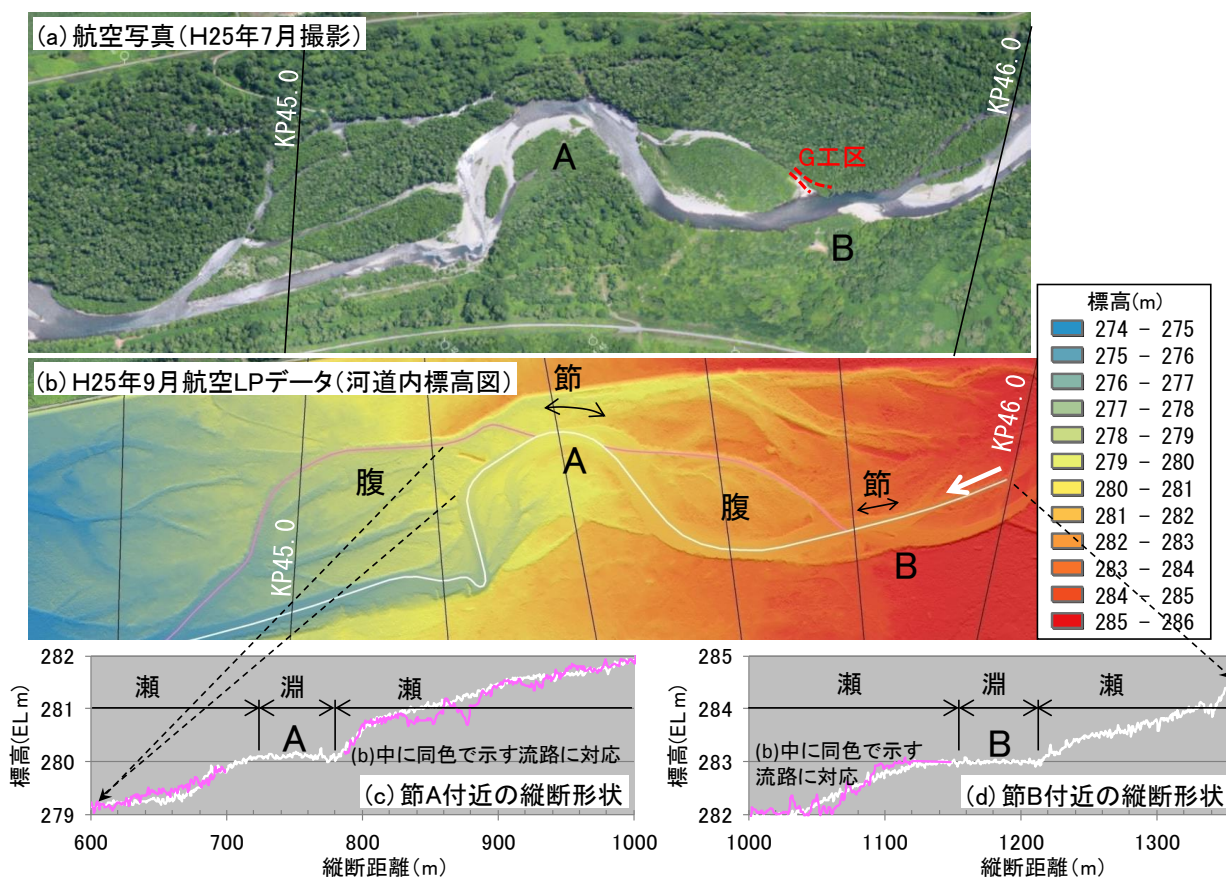 (a)航空写真(H25年7月撮影)
KP45.0
KP46.0
A
G工区
B
標高(m)
274 - 275
275 - 276
276 - 277
277 - 278
278 - 279
279 - 280
280 - 281
281 - 282
282 - 283
283 - 284
284 - 285
285 - 286
(b)H25年9月航空LPデータ(河道内標高図)
節
KP46.0
A
腹
腹
節
KP45.0
B
282
281
280
279
標高(EL m)
瀬
淵
瀬
A
(b)中に同色で示す流路に対応
(c)節A付近の縦断形状
600
700
800
900
1000
縦断距離(m)
285
284
283
282
標高(EL m)
瀬
淵
瀬
B
(b)中に同色で示す
流路に対応
(d)節B付近の縦断形状
1000
1100
1200
1300
縦断距離(m)